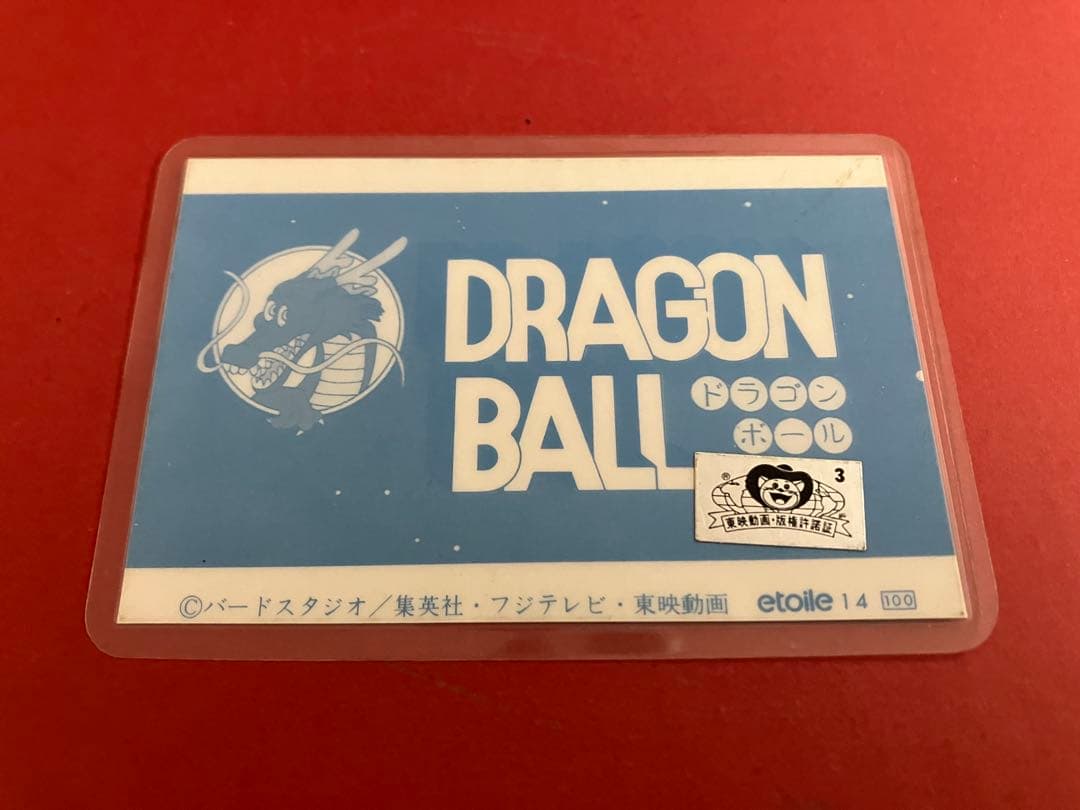 DRAGON
BALL
ドラゴン
ボール
® 3
東映動画・版権許諾証
©バードスタジオ/集英社・フジテレビ・東映動画 etoile 14 100